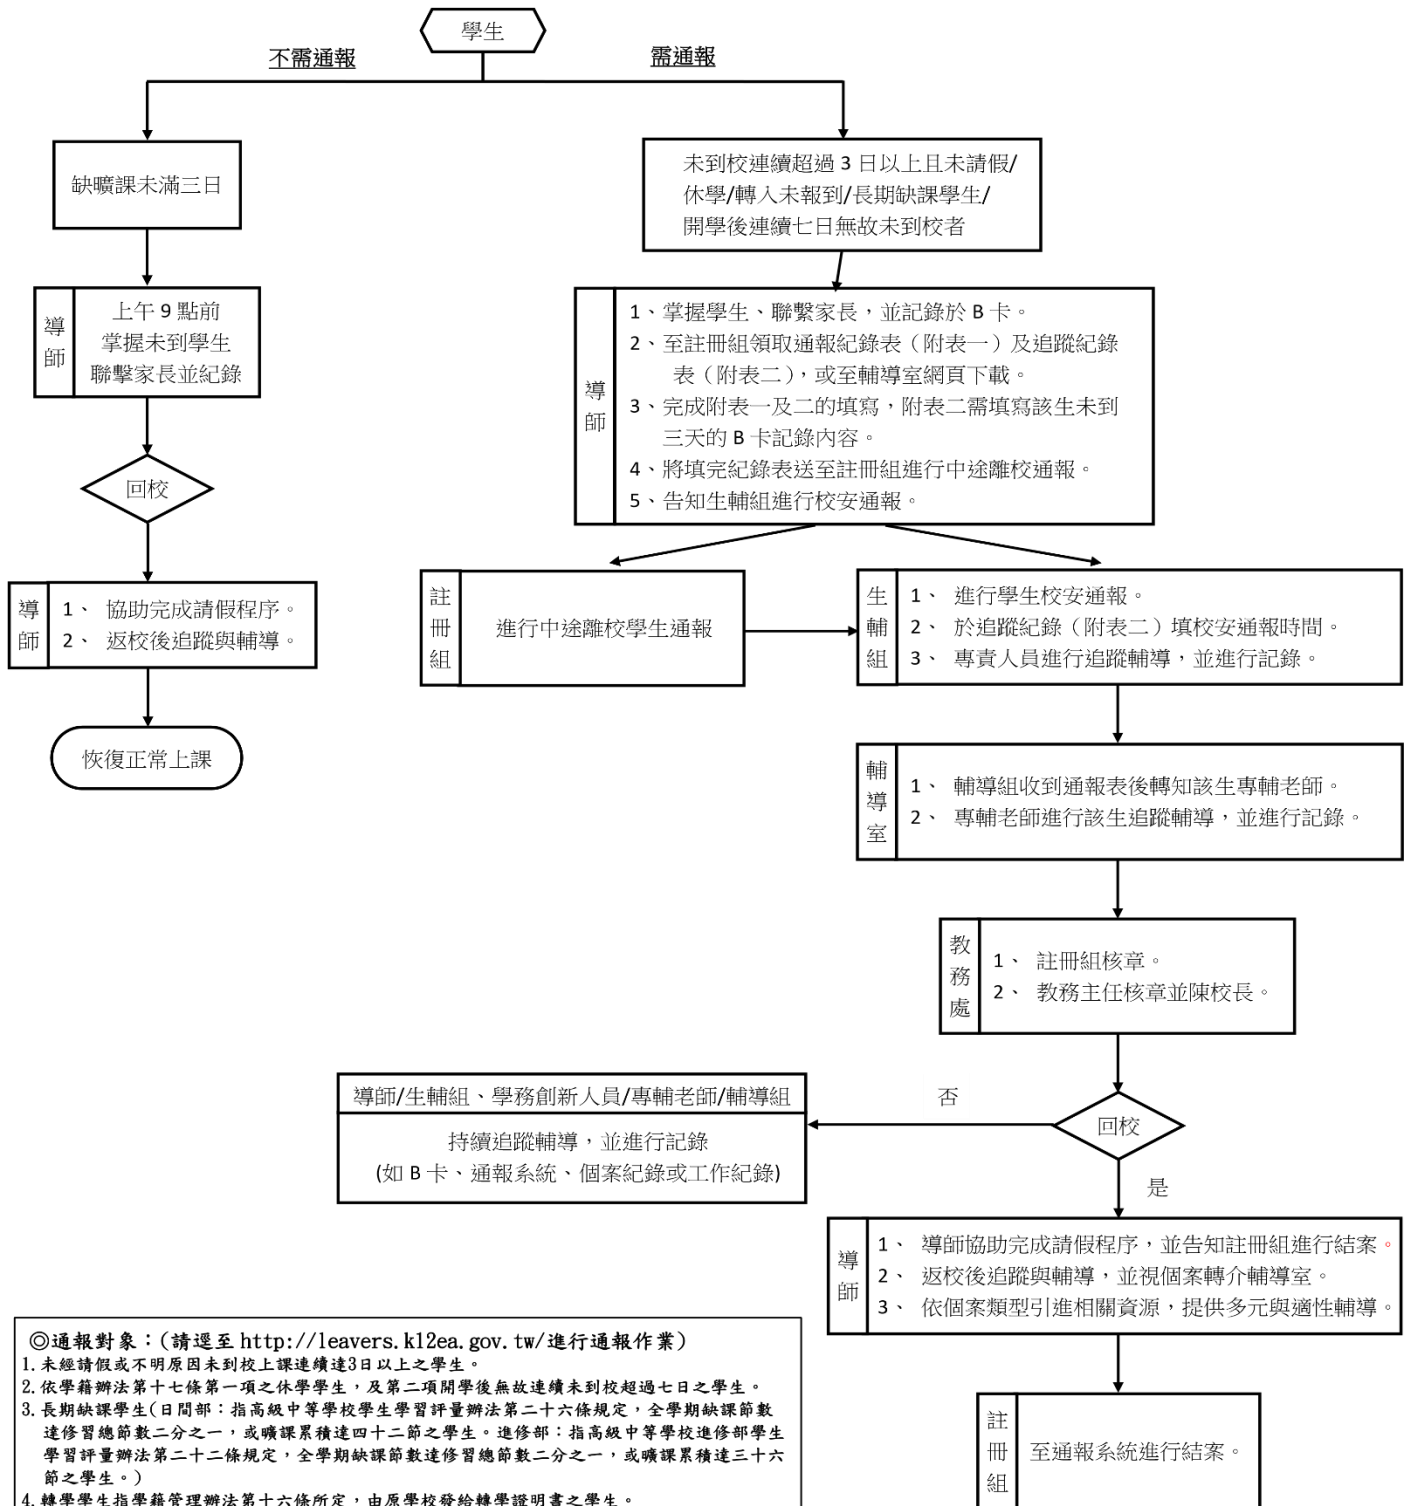 學生
不需通報
需通報
缺曠課未滿三日
未到校連續超過 3 日以上且未請假/
休學/轉入未報到/長期缺課學生/
開學後連續七日無故未到校者
導師
上午 9 點前
掌握未到學生
聯繫家長並紀錄
導師
1、掌握學生、聯繫家長，並記錄於 B 卡。
2、至註冊組領取通報紀錄表（附表一）及追蹤紀錄
表（附表二），或至輔導室網頁下載。
3、完成附表一及二的填寫，附表二需填寫該生未到
三天的 B 卡記錄內容。
4、將填完紀錄表送至註冊組進行中途離校通報。
5、告知生輔組進行校安通報。
回校
導師
1、 協助完成請假程序。
2、 返校後追蹤與輔導。
恢復正常上課
註冊組
進行中途離校學生通報
生輔組
1、 進行學生校安通報。
2、 於追蹤紀錄（附表二）填校安通報時間。
3、 專責人員進行追蹤輔導，並進行記錄。
輔導室
1、 輔導組收到通報表後轉知該生專輔老師。
2、 專輔老師進行該生追蹤輔導，並進行記錄。
教務處
1、 註冊組核章。
2、 教務主任核章並陳校長。
回校
否
是
導師/生輔組、學務創新人員/專輔老師/輔導組
持續追蹤輔導，並進行記錄
(如 B 卡、通報系統、個案紀錄或工作紀錄)
導師
1、 導師協助完成請假程序，並告知註冊組進行結案。
2、 返校後追蹤與輔導，並視個案轉介輔導室。
3、 依個案類型引進相關資源，提供多元與適性輔導。
註冊組
至通報系統進行結案。
◎通報對象：(請逕至 http://leavers.k12ea.gov.tw/進行通報作業)
1. 未經請假或不明原因未到校上課連續達3日以上之學生。
2. 依學籍辦法第十七條第一項之休學學生，及第二項開學後無故連續未到校超過七日之學生。
3. 長期缺課學生(日間部：指高級中等學校學生學習評量辦法第二十六條規定，全學期缺課節數
達修習總節數二分之一，或曠課累積達四十二節之學生。進修部：指高級中等學校進修部學生
學習評量辦法第二十二條規定，全學期缺課節數達修習總節數二分之一，或曠課累積達三十六
節之學生。)
4. 轉學學生指學籍管理辦法第十六條所定，由原學校發給轉學證明書之學生。